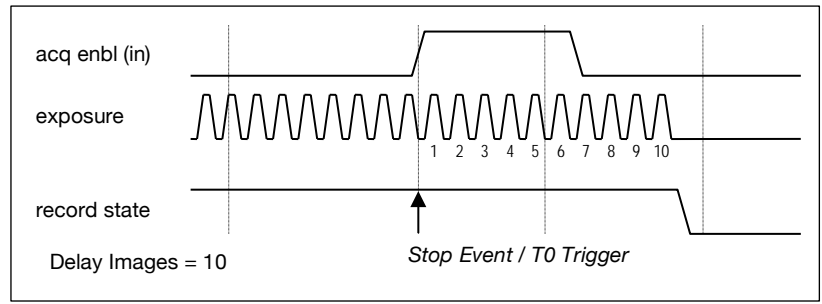 acq enbl (in)
exposure
1 2 3 4 5 6 7 8 9 10
record state
Stop Event / T0 Trigger
Delay Images = 10